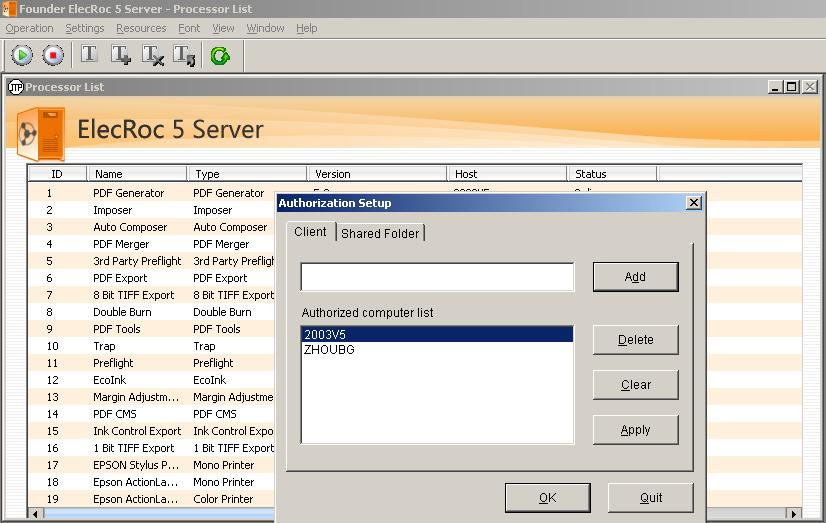 Founder ElecRoc 5 Server - Processor List
Operation Settings Resources Font View Window Help
Processor List
ElecRoc 5 Server
ID Name Type Version Host Status
1 PDF Generator PDF Generator
2 Imposer Imposer
3 Auto Composer Auto Composer
4 PDF Merger PDF Merger
5 3rd Party Preflight 3rd Party Preflig
6 PDF Export PDF Export
7 8 Bit TIFF Export 8 Bit TIFF Export
8 Double Burn Double Burn
9 PDF Tools PDF Tools
10 Trap Trap
11 Preflight Preflight
12 EcoInk EcoInk
13 Margin Adjustm... Margin Adjustme
14 PDF CMS PDF CMS
15 Ink Control Export Ink Control Expo
16 1 Bit TIFF Export 1 Bit TIFF Export
17 EPSON Stylus P... Mono Printer
18 Epson ActionLa... Mono Printer
19 Epson ActionLa... Color Printer
Authorization Setup
Client Shared Folder
Add
Authorized computer list
2003V5
ZHOUBG
Delete
Clear
Apply
OK Quit